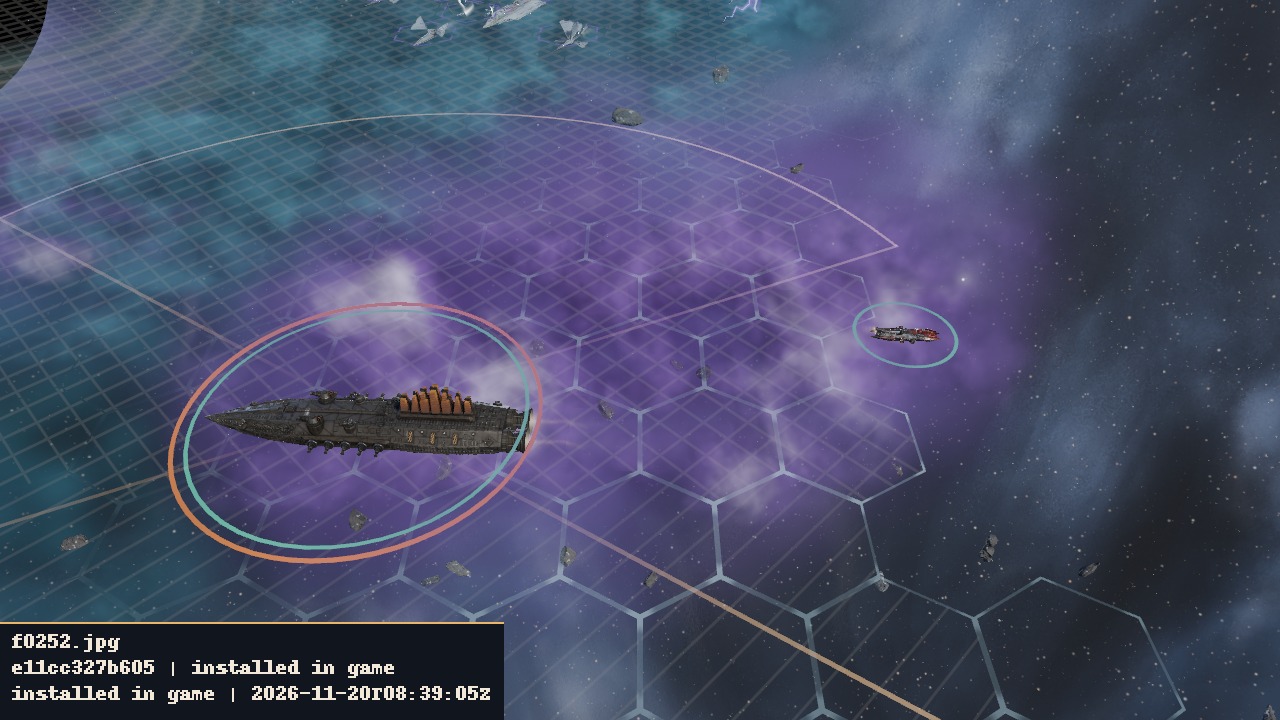 f0252.jpg
e11cc327b605 | installed in game
installed in game | 2026-11-20T08:39:05Z